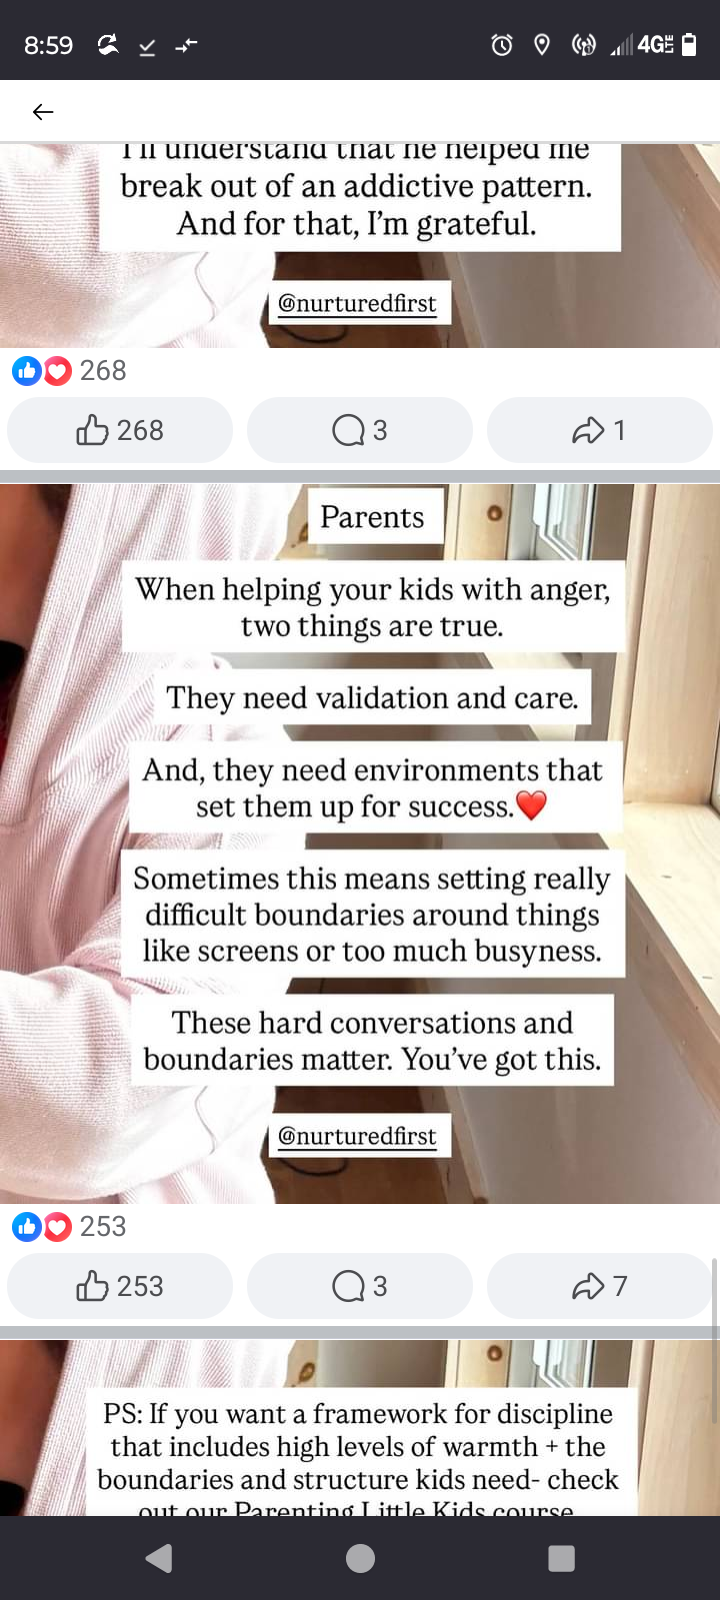 8:59
4G LTE
I'll understand that he helped me
break out of an addictive pattern.
And for that, I'm grateful.
@nurturedfirst
268
268
3
1
Parents
When helping your kids with anger,
two things are true.
They need validation and care.
And, they need environments that
set them up for success.❤️
Sometimes this means setting really
difficult boundaries around things
like screens or too much busyness.
These hard conversations and
boundaries matter. You've got this.
@nurturedfirst
253
253
3
7
PS: If you want a framework for discipline
that includes high levels of warmth + the
boundaries and structure kids need- check
out our Parenting Little Kids course